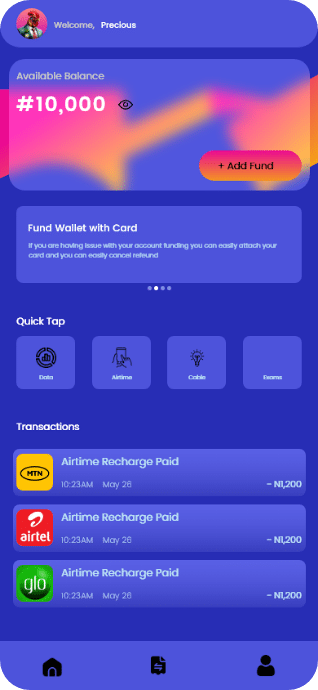 Welcome, Precious
Available Balance
#10,000
+ Add Fund
Fund Wallet with Card
If you are having issue with your account funding you can easily attach your
card and you can easily cancel refeund
Quick Tap
Data Airtime Cable Exams
Transactions
MTN
Airtime Recharge Paid
10:23AM May 26 - N1,200
airtel
Airtime Recharge Paid
10:23AM May 26 - N1,200
glo
Airtime Recharge Paid
10:23AM May 26 - N1,200